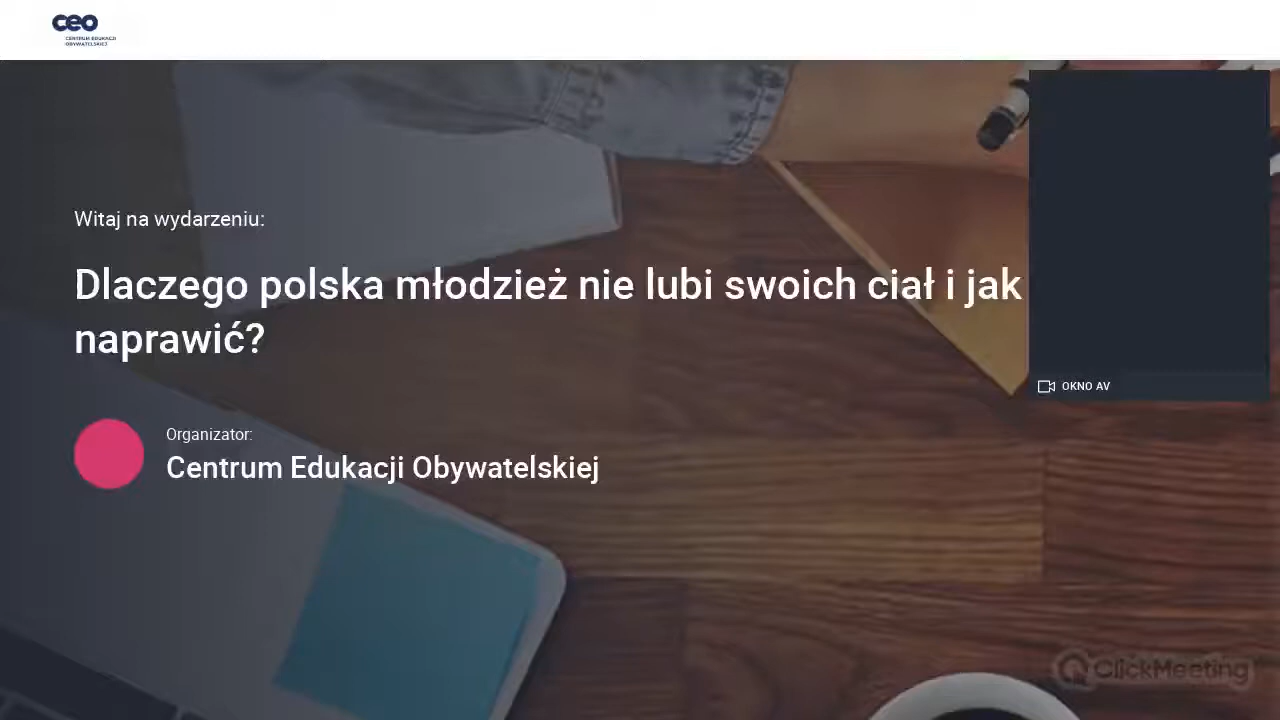 ceo
CENTRUM EDUKACJI
OBYWATELSKIEJ
Witaj na wydarzeniu:
Dlaczego polska młodzież nie lubi swoich ciał i jak
naprawić?
OKNO AV
Organizator:
Centrum Edukacji Obywatelskiej
ClickMeeting